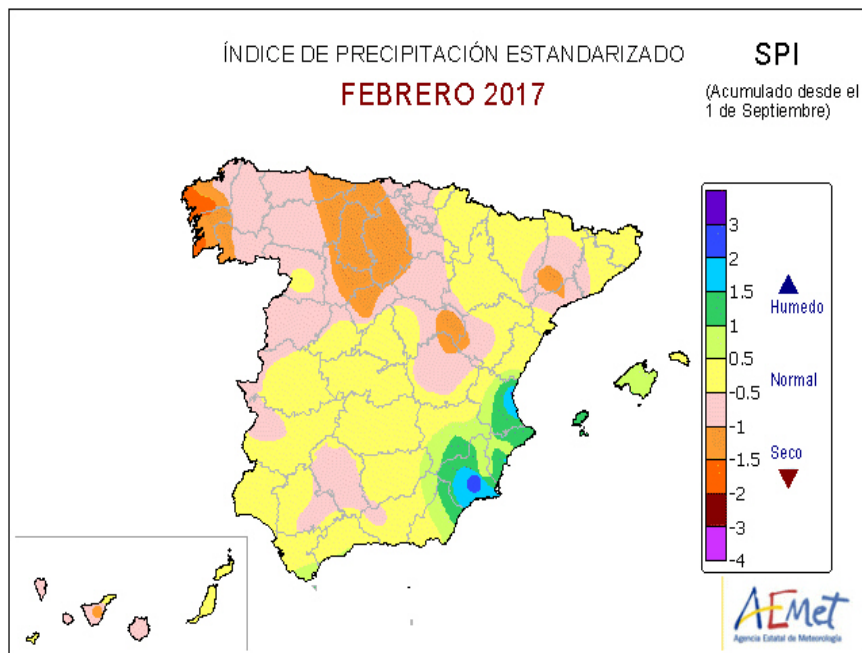 ÍNDICE DE PRECIPITACIÓN ESTANDARIZADO
FEBRERO 2017
SPI
(Acumulado desde el
1 de Septiembre)
3
2
1.5
1
0.5
-0.5
-1
-1.5
-2
-3
-4
Humedo
Normal
Seco
AEMet
Agencia Estatal de Meteorología